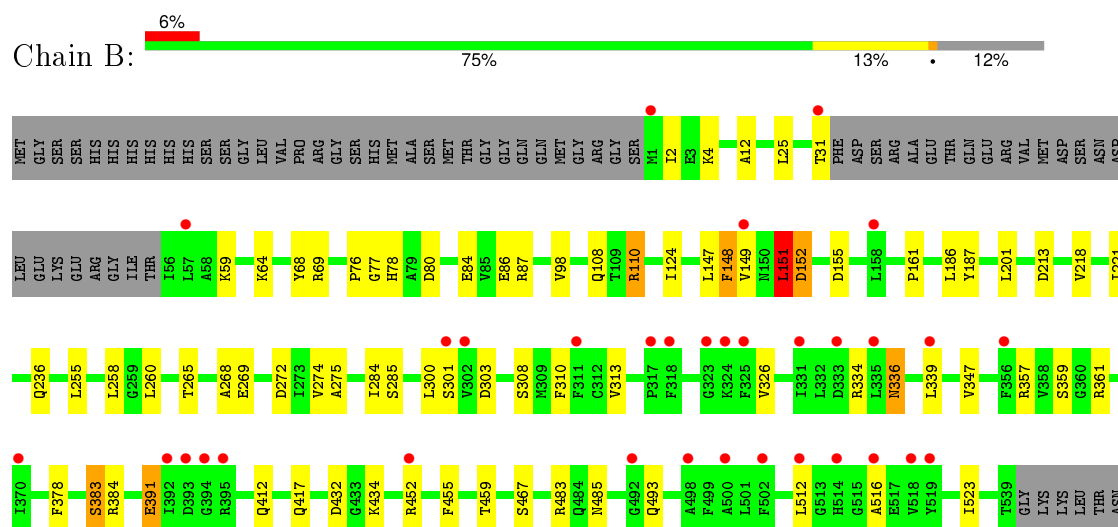 6%
Chain B:
75% 13% • 12%
MET GLY SER SER HIS HIS HIS HIS HIS HIS SER SER GLY LEU VAL PRO ARG GLY SER HIS MET ALA SER MET THR GLY GLY GLN GLN MET GLY ARG GLY SER M1 I2 E3 K4 A12 L25 T31 PHE ASP SER ARG ALA GLU THR GLN GLU ARG VAL MET ASP SER ASN ASP
LEU GLU LYS GLU ARG GLY ILE THR I56 L57 A58 K59 K64 Y68 R69 P76 G77 H78 A79 D80 E84 V85 E86 R87 V98 Q108 T109 R110 I124 L147 F148 V149 N150 L151 D152 D155 L158 P161 L186 Y187 L201 D213 V218 I221
Q236 L255 L258 G259 L260 T265 A268 E269 D272 I273 V274 A275 I284 S285 L300 S301 V302 D303 S308 M309 F310 F311 C312 V313 P317 F318 G323 K324 F325 V326 I331 L332 D333 R334 L335 N336 L339 V347 F356 R357 V358 S359 G360 R361
I370 F378 S383 R384 E391 I392 D393 G394 R395 Q412 Q417 D432 G433 K434 R452 F455 T459 S467 R483 Q484 N485 G492 Q493 A498 F499 A500 L501 F502 L512 G513 H514 G515 A516 E517 V518 Y519 I523 T539 GLY LYS LYS LEU THR ASN